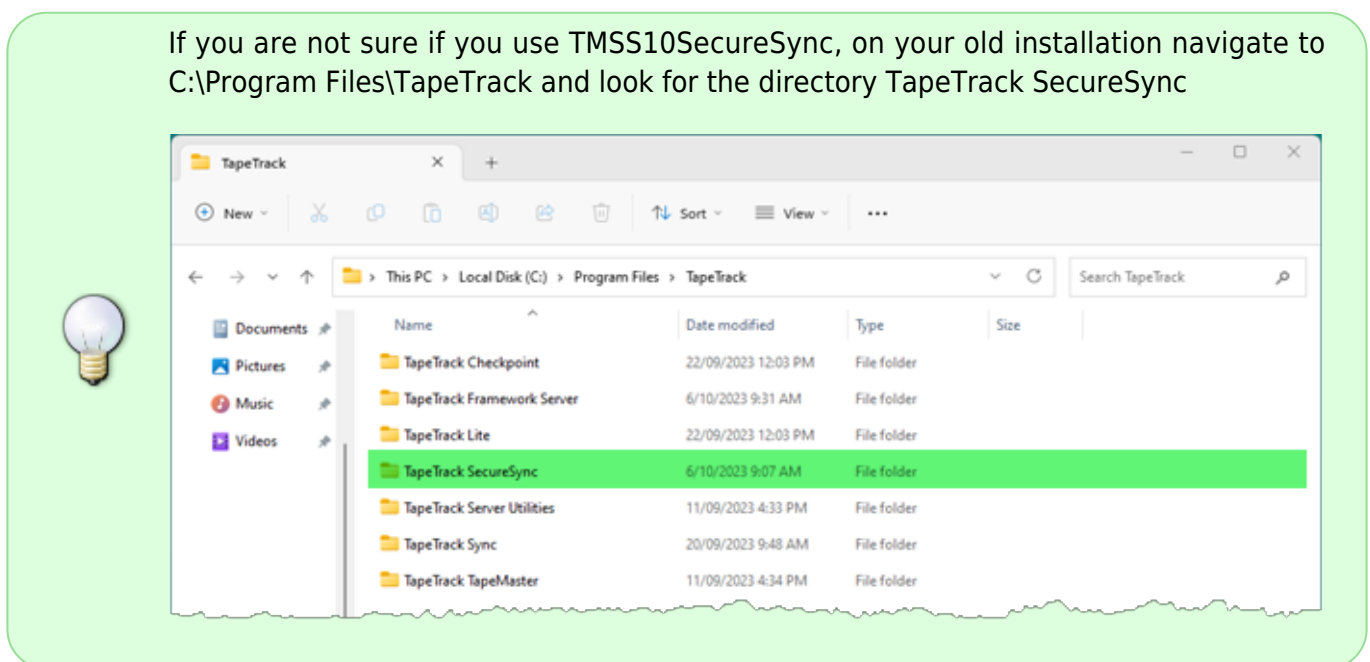 If you are not sure if you use TMSS10SecureSync, on your old installation navigate to
C:\Program Files\TapeTrack and look for the directory TapeTrack SecureSync
TapeTrack
New Sort View
This PC > Local Disk (C:) > Program Files > TapeTrack Search TapeTrack
Documents
Pictures
Music
Videos
Name Date modified Type Size
TapeTrack Checkpoint 22/09/2023 12:03 PM File folder
TapeTrack Framework Server 6/10/2023 9:31 AM File folder
TapeTrack Lite 22/09/2023 12:03 PM File folder
TapeTrack SecureSync 6/10/2023 9:07 AM File folder
TapeTrack Server Utilities 11/09/2023 4:33 PM File folder
TapeTrack Sync 20/09/2023 9:48 AM File folder
TapeTrack TapeMaster 11/09/2023 4:34 PM File folder